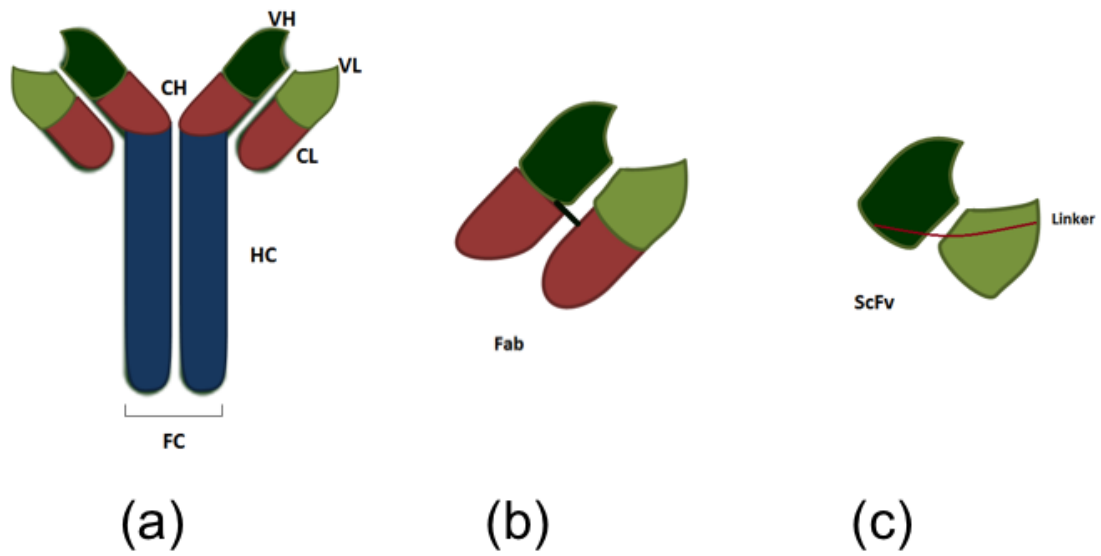 VH
VL
CH
CL
HC
FC
Fab
ScFv
Linker
(a)
(b)
(c)